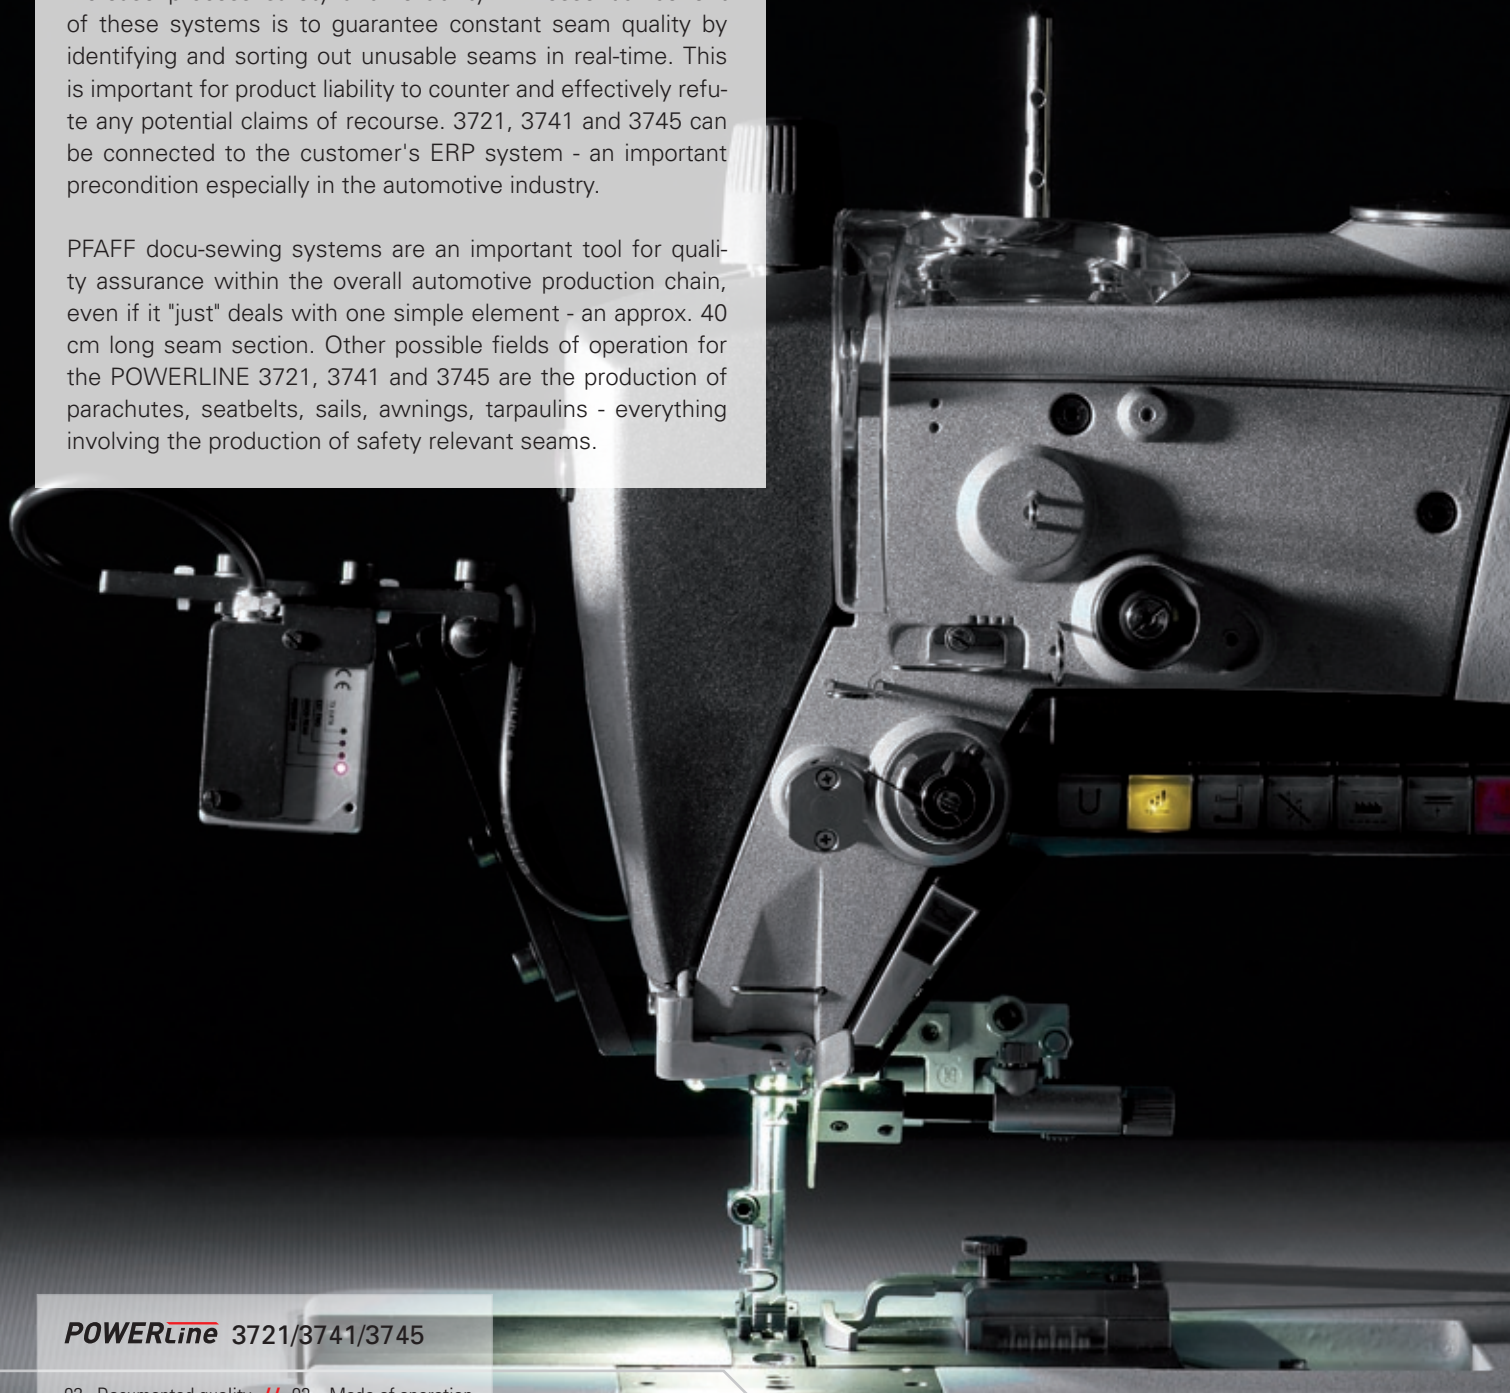 of these systems is to guarantee constant seam quality by
identifying and sorting out unusable seams in real-time. This
is important for product liability to counter and effectively refu-
te any potential claims of recourse. 3721, 3741 and 3745 can
be connected to the customer's ERP system - an important
precondition especially in the automotive industry.
PFAFF docu-sewing systems are an important tool for quali-
ty assurance within the overall automotive production chain,
even if it "just" deals with one simple element - an approx. 40
cm long seam section. Other possible fields of operation for
the POWERLINE 3721, 3741 and 3745 are the production of
parachutes, seatbelts, sails, awnings, tarpaulins - everything
involving the production of safety relevant seams.
CE
POWERLine 3721/3741/3745
Documented quality // Mode of operation